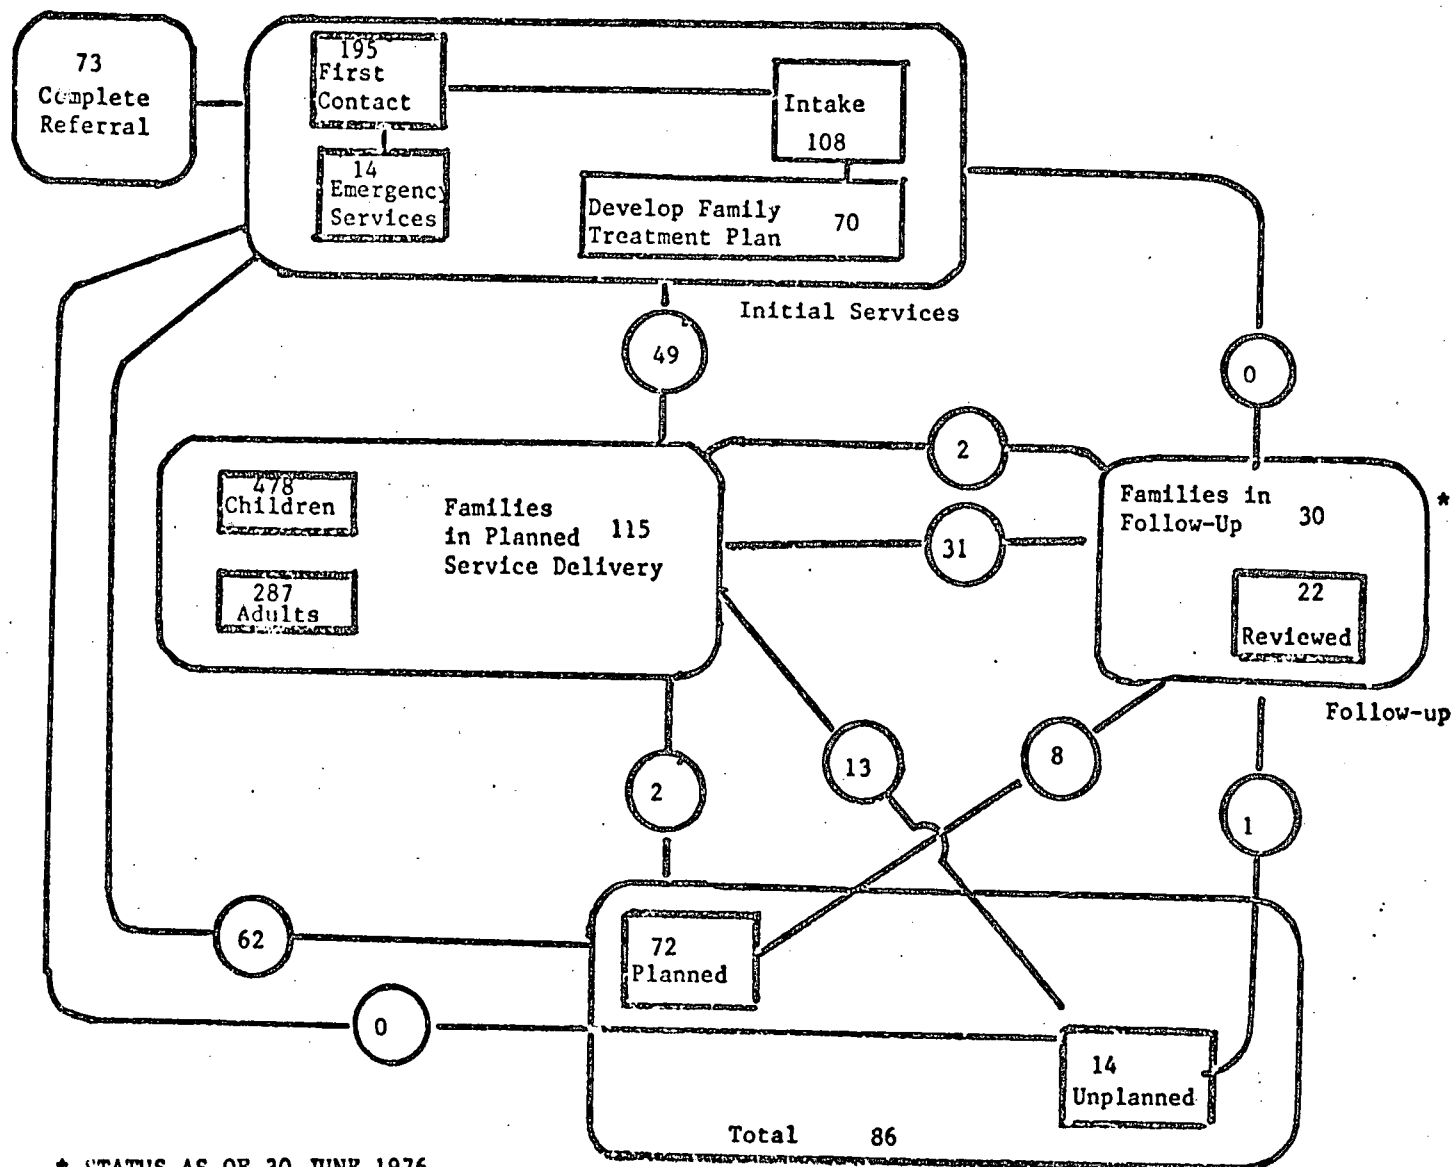 73
Complete
Referral
195
First
Contact
14
Emergency
Services
Intake
108
Develop Family
Treatment Plan
70
Initial Services
49
0
478
Children
287
Adults
Families
in Planned
Service Delivery
115
2
31
Families in
Follow-Up
30
*
22
Reviewed
Follow-up
2
13
8
1
62
0
72
Planned
14
Unplanned
Total 86
* STATUS AS OF 30 JUNE 1976